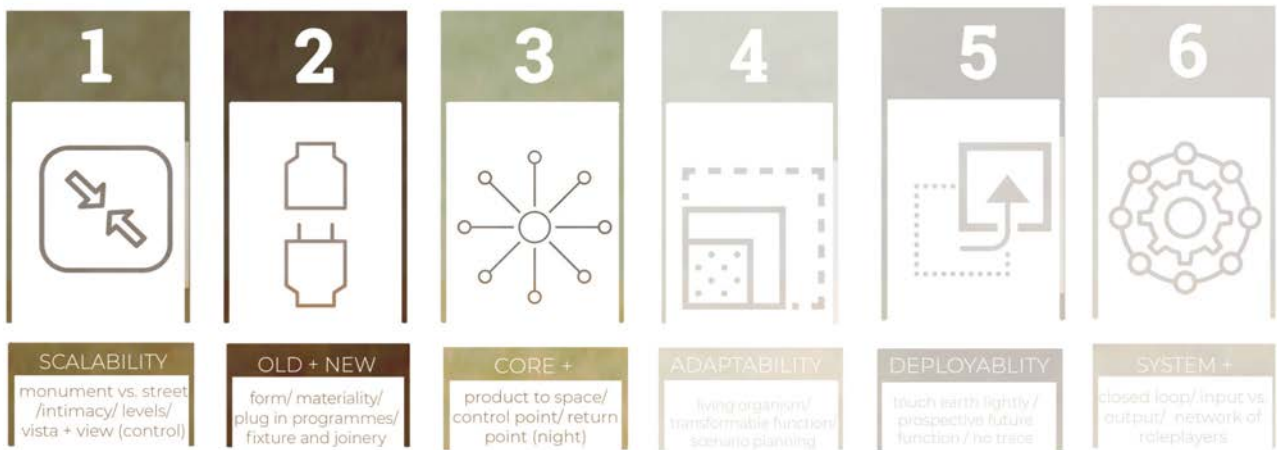 1
2
3
4
5
6
SCALABILITY
monument vs. street
/intimacy/ levels/
vista + view (control)
OLD + NEW
form/ materiality/
plug in programmes/
fixture and joinery
CORE +
product to space/
control point/ return
point (night)
ADAPTABILITY
living organism/
transformable function/
scenario planning
DEPLOYABLITY
touch earth lightly /
prospective future
function / no trace
SYSTEM +
closed loop/ input vs.
output/ network of
roleplayers